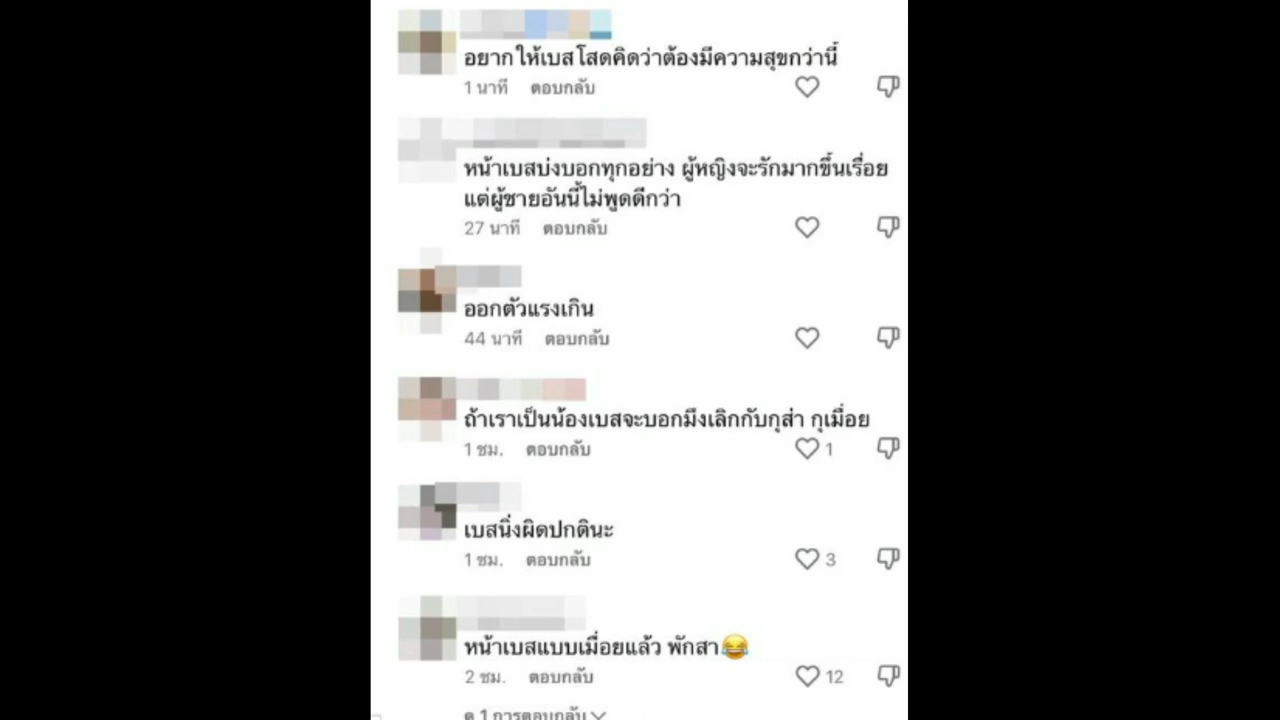 อยากให้เบสโสดคิดว่าต้องมีความสุขกว่านี้
1 นาที ตอบกลับ
หน้าเบสบ่งบอกทุกอย่าง ผู้หญิงจะรักมากขึ้นเรื่อย
แต่ผู้ชายอันนี้ไม่พูดดีกว่า
27 นาที ตอบกลับ
ออกตัวแรงเกิน
44 นาที ตอบกลับ
ถ้าเราเป็นน้องเบสจะบอกมึงเลิกกับกุส่า กุเมื่อย
1 ชม. ตอบกลับ 1
เบสนิ่งผิดปกตินะ
1 ชม. ตอบกลับ 3
หน้าเบสแบบเมื่อยแล้ว พักสา😂
2 ชม. ตอบกลับ 12
ดู 1 การตอบกลับ